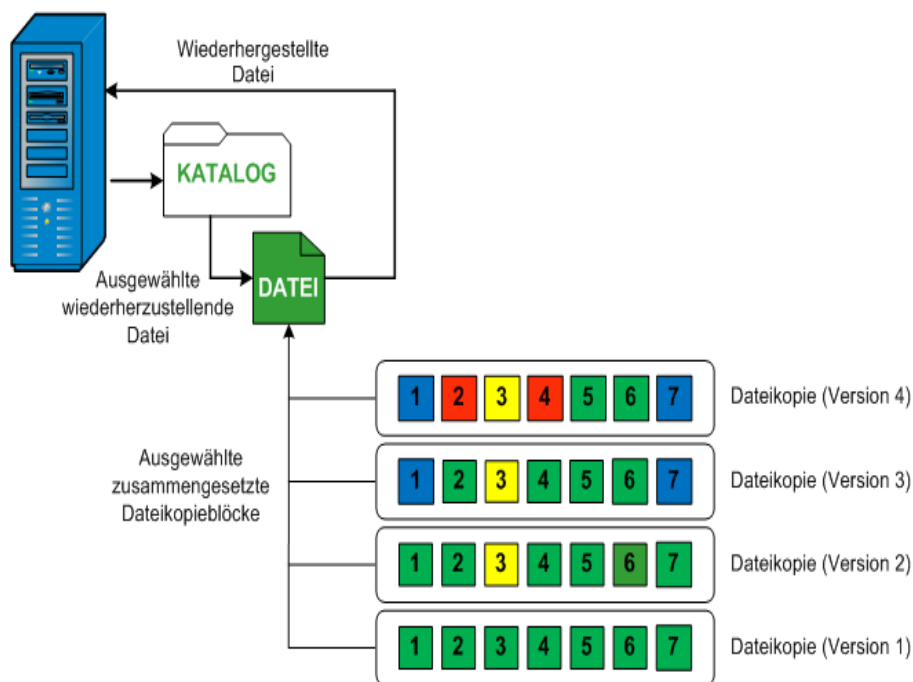 Wiederhergestellte
Datei
KATALOG
DATEI
Ausgewählte
wiederherzustellende
Datei
1 2 3 4 5 6 7 Dateikopie (Version 4)
Ausgewählte
zusammengesetzte
Dateikopieblöcke
1 2 3 4 5 6 7 Dateikopie (Version 3)
1 2 3 4 5 6 7 Dateikopie (Version 2)
1 2 3 4 5 6 7 Dateikopie (Version 1)